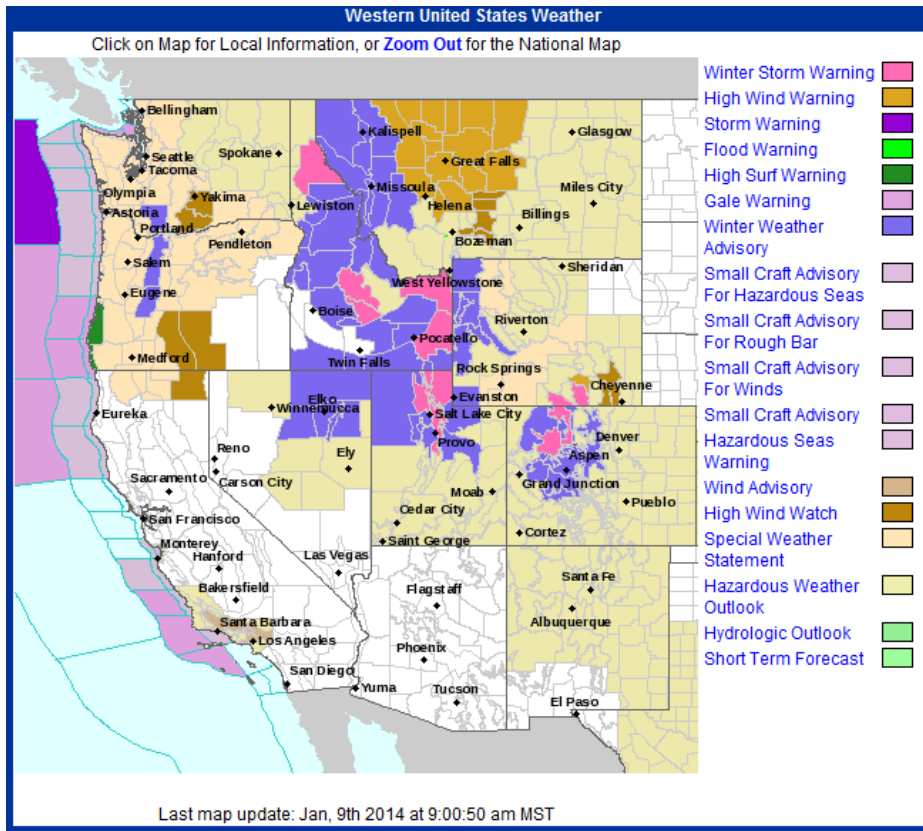 Western United States Weather
Click on Map for Local Information, or Zoom Out for the National Map
Bellingham
Seattle
Tacoma
Olympia
Astoria
Spokane
Yakima
Lewiston
Portland
Pendleton
Salem
Eugene
Medford
Kalispell
Great Falls
Glasgow
Missoula
Helena
Miles City
Billings
Bozeman
West Yellowstone
Sheridan
Boise
Pocatello
Twin Falls
Riverton
Rock Springs
Cheyenne
Evanston
Eureka
Winnemucca
Elko
Salt Lake City
Provo
Reno
Carson City
Ely
Denver
Aspen
Grand Junction
Pueblo
Moab
Cedar City
Saint George
Cortez
Sacramento
San Francisco
Monterey
Hanford
Las Vegas
Bakersfield
Santa Barbara
Los Angeles
San Diego
Flagstaff
Santa Fe
Albuquerque
Phoenix
Yuma
Tucson
El Paso
Winter Storm Warning
High Wind Warning
Storm Warning
Flood Warning
High Surf Warning
Gale Warning
Winter Weather
Advisory
Small Craft Advisory
For Hazardous Seas
Small Craft Advisory
For Rough Bar
Small Craft Advisory
For Winds
Small Craft Advisory
Hazardous Seas
Warning
Wind Advisory
High Wind Watch
Special Weather
Statement
Hazardous Weather
Outlook
Hydrologic Outlook
Short Term Forecast
Last map update: Jan, 9th 2014 at 9:00:50 am MST